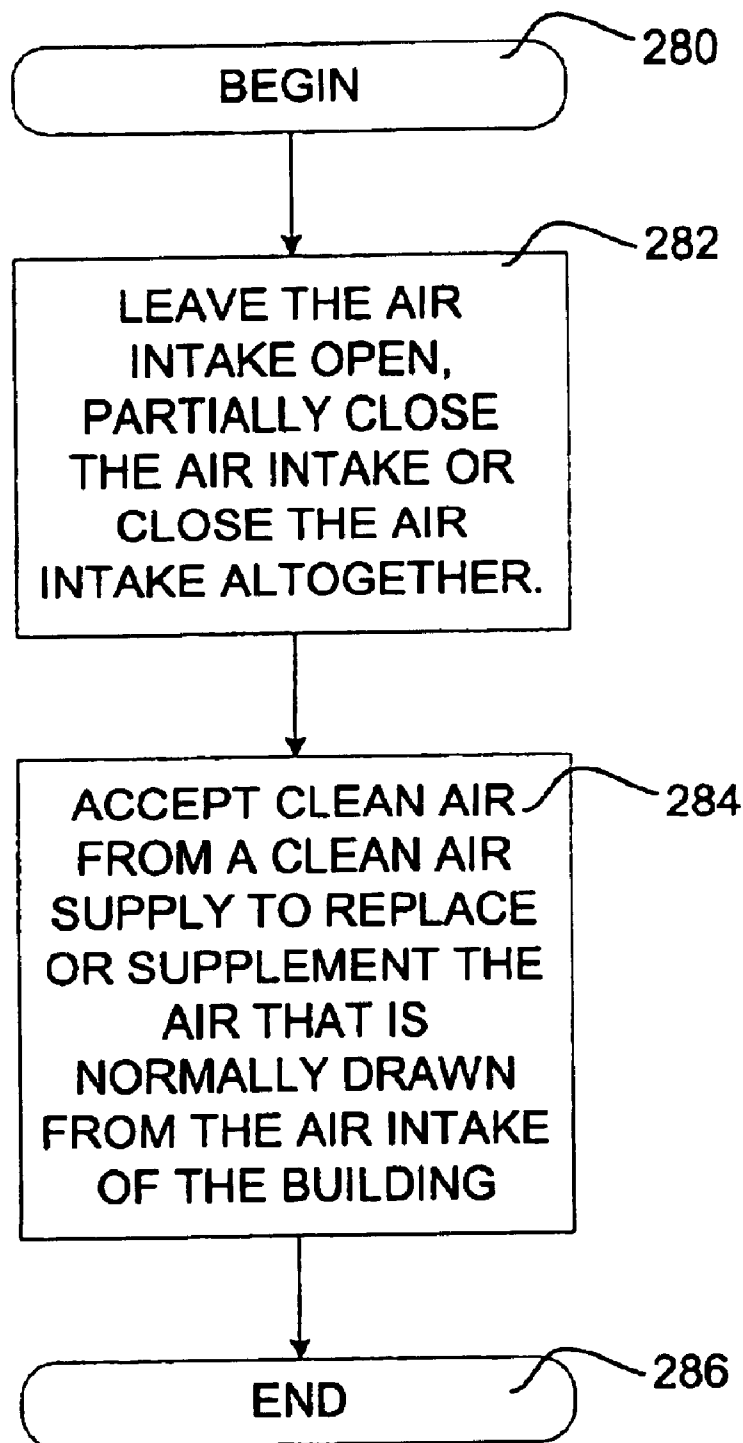 280
BEGIN
282
LEAVE THE AIR
INTAKE OPEN,
PARTIALLY CLOSE
THE AIR INTAKE OR
CLOSE THE AIR
INTAKE ALTOGETHER.
ACCEPT CLEAN AIR
284
FROM A CLEAN AIR
SUPPLY TO REPLACE
OR SUPPLEMENT THE
AIR THAT IS
NORMALLY DRAWN
FROM THE AIR INTAKE
OF THE BUILDING
286
END